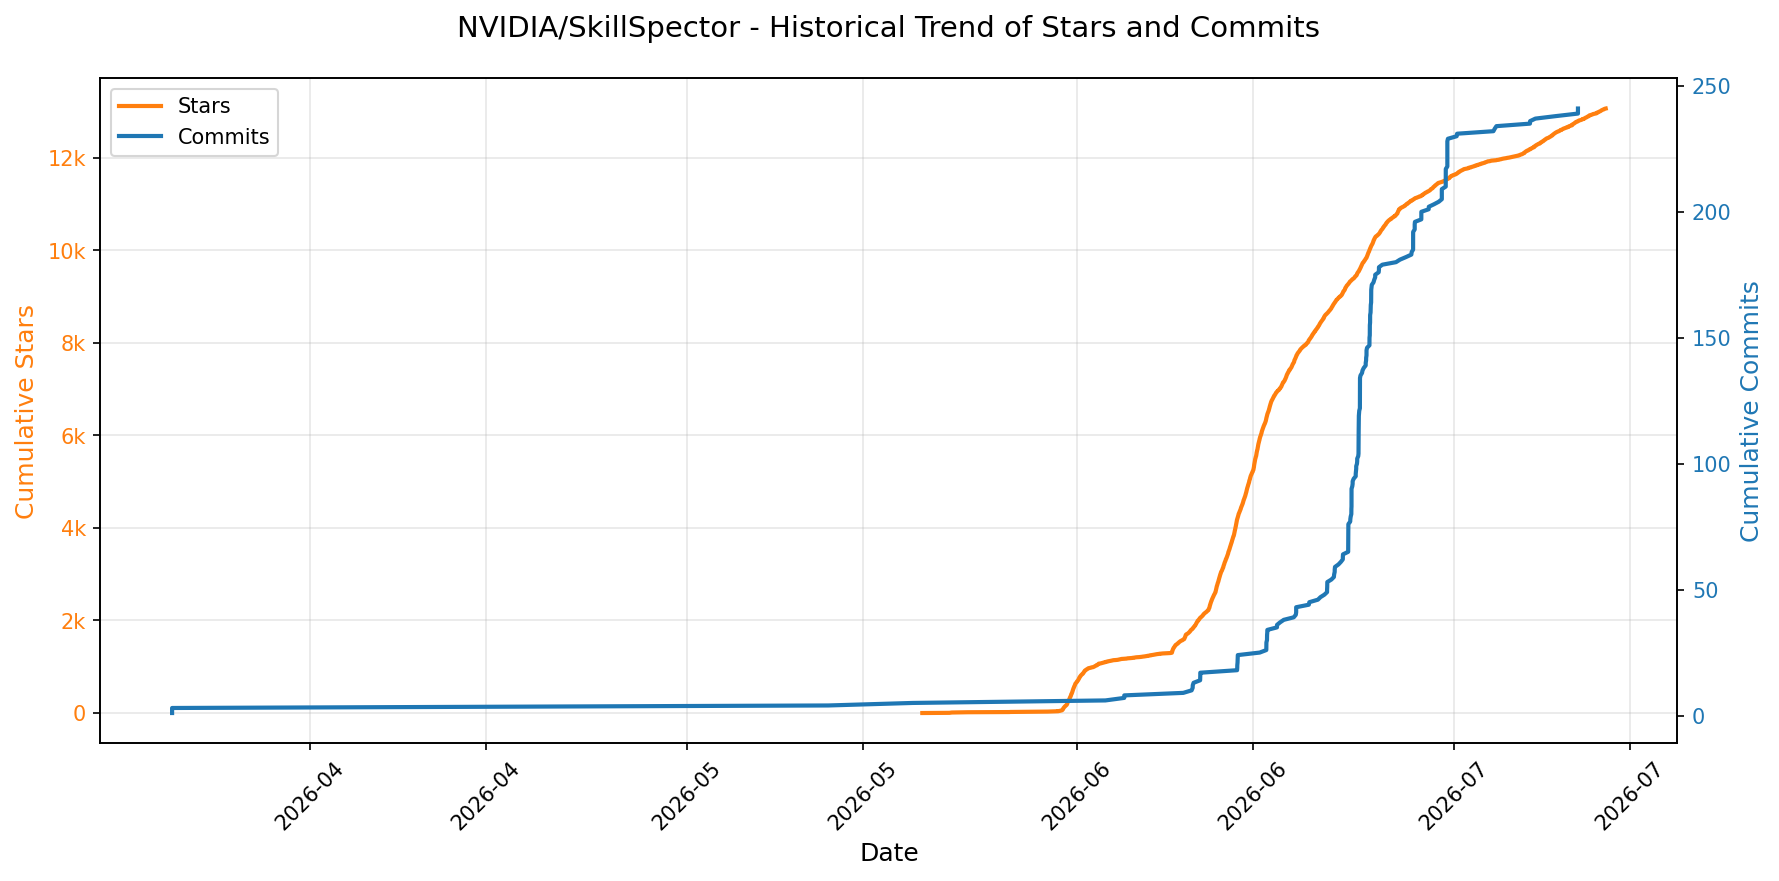 NVIDIA/SkillSpector - Historical Trend of Stars and Commits
Stars
Commits
Cumulative Stars
12k
10k
8k
6k
4k
2k
0
250
200
150
100
50
0
Cumulative Commits
2026-04
2026-04
2026-05
2026-05
2026-06
2026-06
2026-07
2026-07
Date